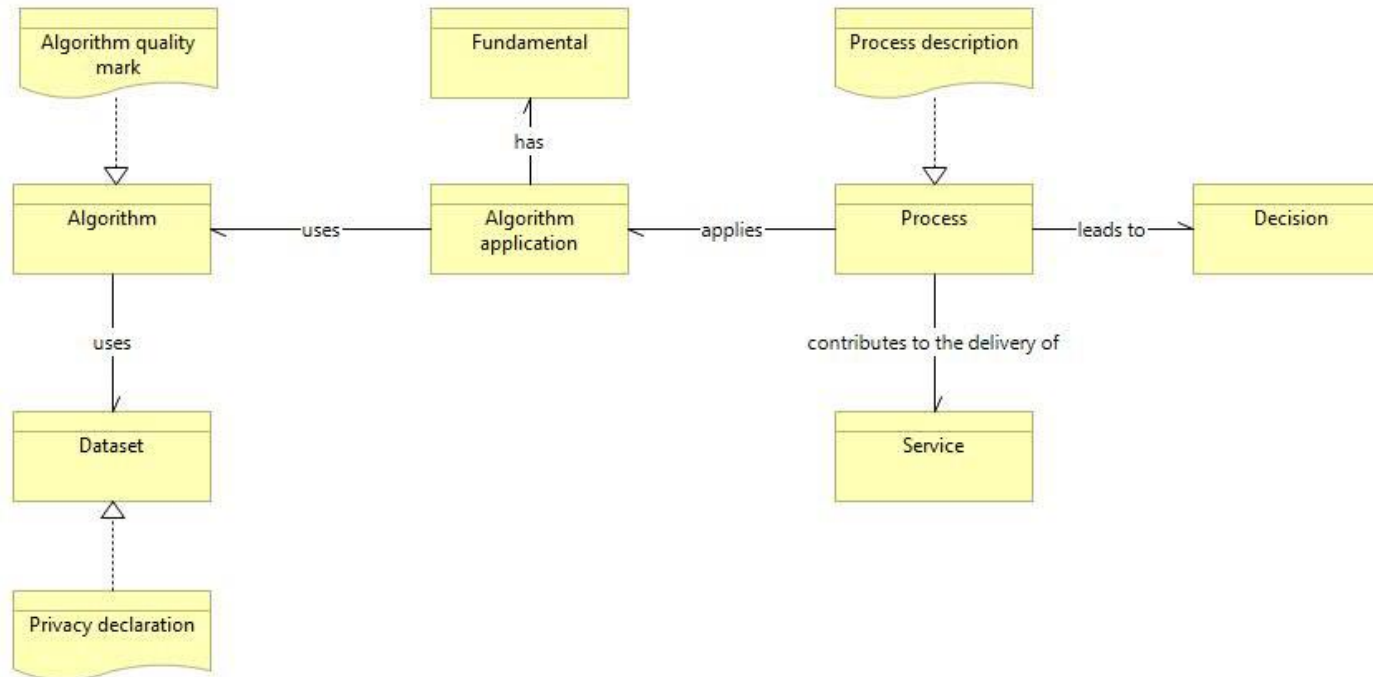 Algorithm quality
mark
Fundamental
Process description
has
Algorithm
uses
Algorithm
application
applies
Process
leads to
Decision
uses
contributes to the delivery of
Dataset
Service
Privacy declaration